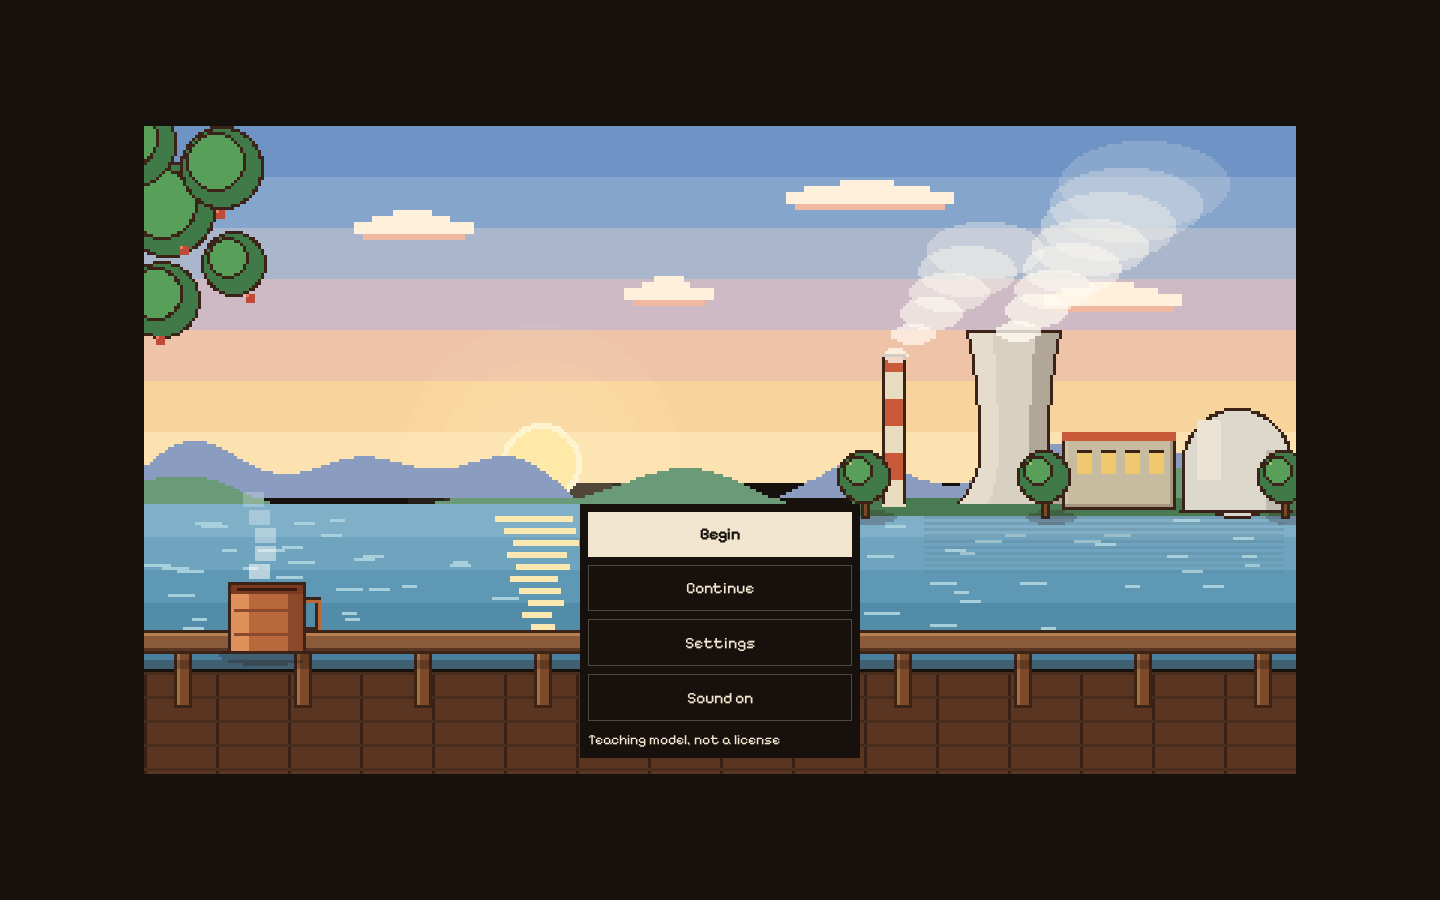 Begin
Continue
Settings
Sound on
Teaching model, not a license